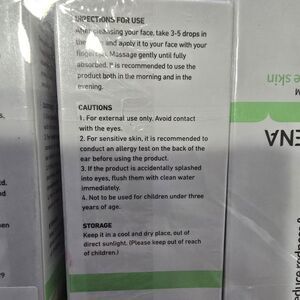 DIRECTIONS FOR USE
After cleansing your face, take 3-5 drops in
the and apply it to your face with your
fingertips. Massage gently until fully
absorbed. It is recommended to use the
product both in the morning and in the
evening.
CAUTIONS
1. For external use only. Avoid contact
with the eyes.
2. For sensitive skin, it is recommended to
conduct an allergy test on the back of the
ear before using the product.
3. If the product is accidentally splashed
into eyes, flush them with clean water
immediately.
4. Not to be used for children under three
years of age.
STORAGE
Keep it in a cool and dry place, out of
direct sunlight. (Please keep out of reach
of children.)
e skin
ENA
redness